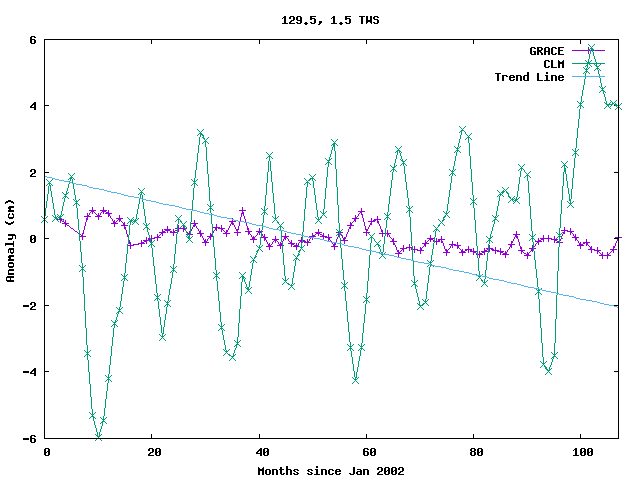 129.5, 1.5 TWS
GRACE
CLM
Trend Line
6
4
2
0
-2
-4
-6
Anomaly (cm)
0 20 40 60 80 100
Months since Jan 2002